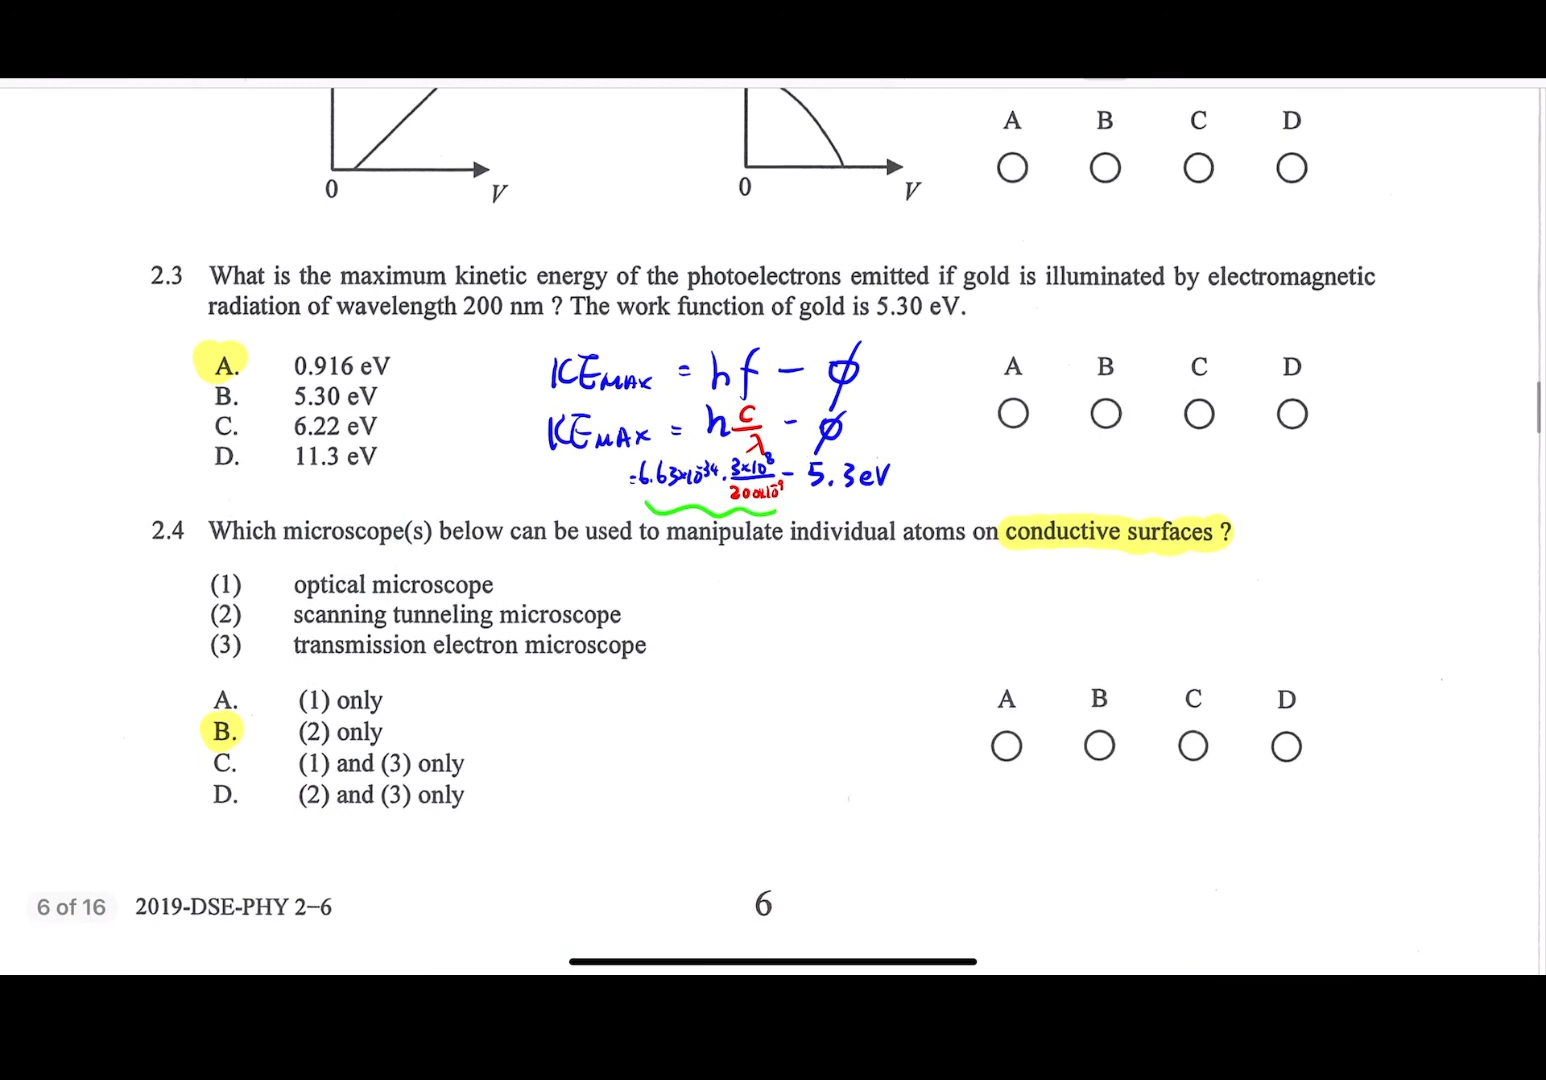 A B C D
0 V 0 V
2.3 What is the maximum kinetic energy of the photoelectrons emitted if gold is illuminated by electromagnetic
radiation of wavelength 200 nm ? The work function of gold is 5.30 eV.
A. 0.916 eV
B. 5.30 eV
C. 6.22 eV
D. 11.3 eV
KEMAX = hf - φ
KEMAX = h c/λ - φ
= 6.63×10^-34 · 3×10^8/200×10^-9 - 5.3eV
A B C D
2.4 Which microscope(s) below can be used to manipulate individual atoms on conductive surfaces ?
(1) optical microscope
(2) scanning tunneling microscope
(3) transmission electron microscope
A. (1) only
B. (2) only
C. (1) and (3) only
D. (2) and (3) only
A B C D
6 of 16 2019-DSE-PHY 2–6 6